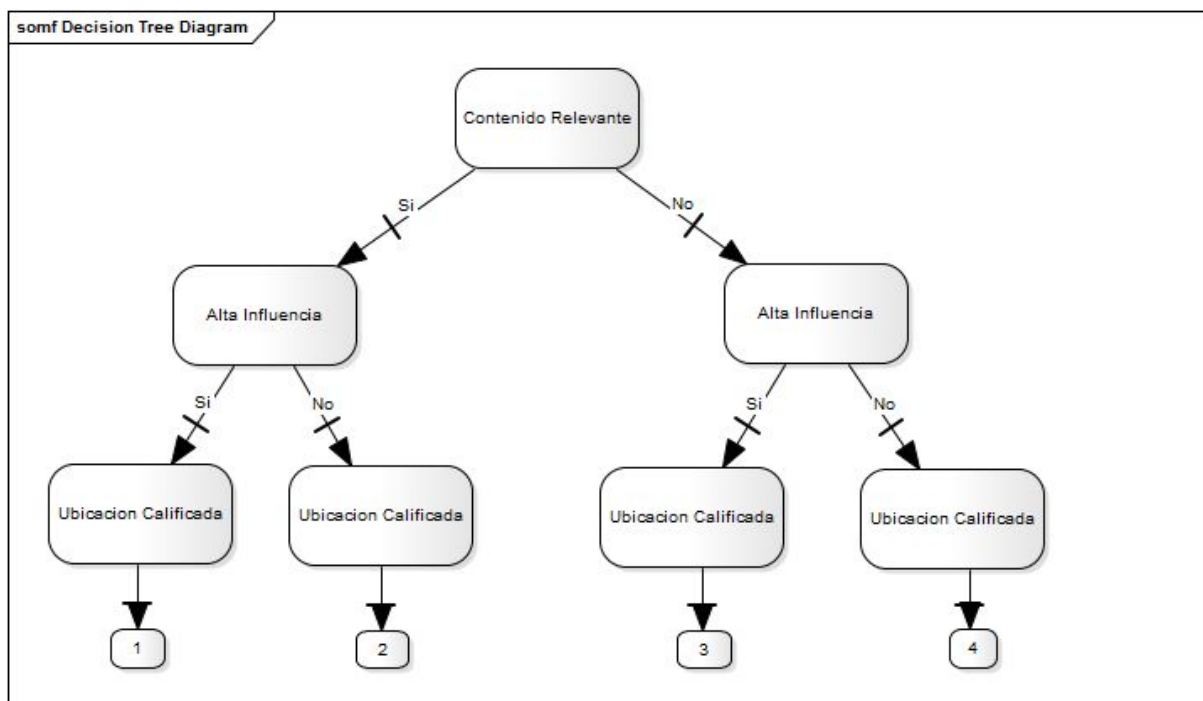 somf Decision Tree Diagram
Contenido Relevante
Si
No
Alta Influencia
Alta Influencia
Si
No
Si
No
Ubicacion Calificada
Ubicacion Calificada
Ubicacion Calificada
Ubicacion Calificada
1
2
3
4